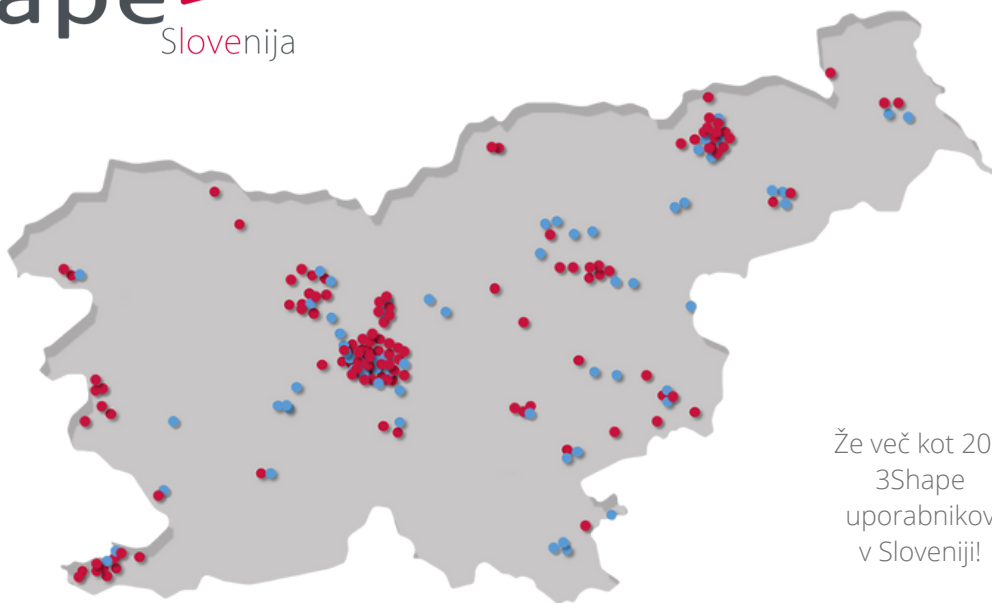 ape
Slovenija
Že več kot 20
3Shape
uporabnikov
v Sloveniji!